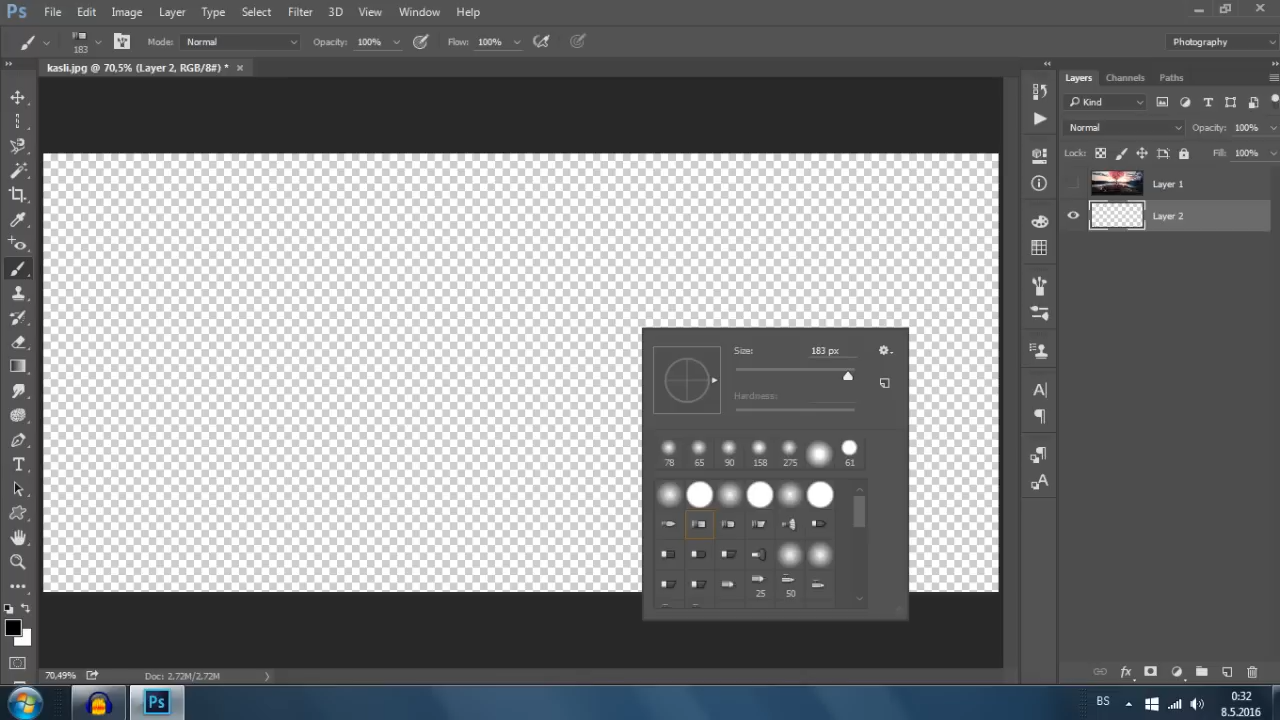 Ps File Edit Image Layer Type Select Filter 3D View Window Help
183 Mode: Normal Opacity: 100% Flow: 100% Photography
kasli.jpg @ 70,5% (Layer 2, RGB/8#) * ×
Layers Channels Paths
Kind
Normal Opacity: 100%
Lock: Fill: 100%
Layer 1
Layer 2
Size: 183 px
Hardness:
78 65 90 158 275 61
25 50
70,49% Doc: 2.72M/2.72M
Ps BS 0:32
8.5.2016